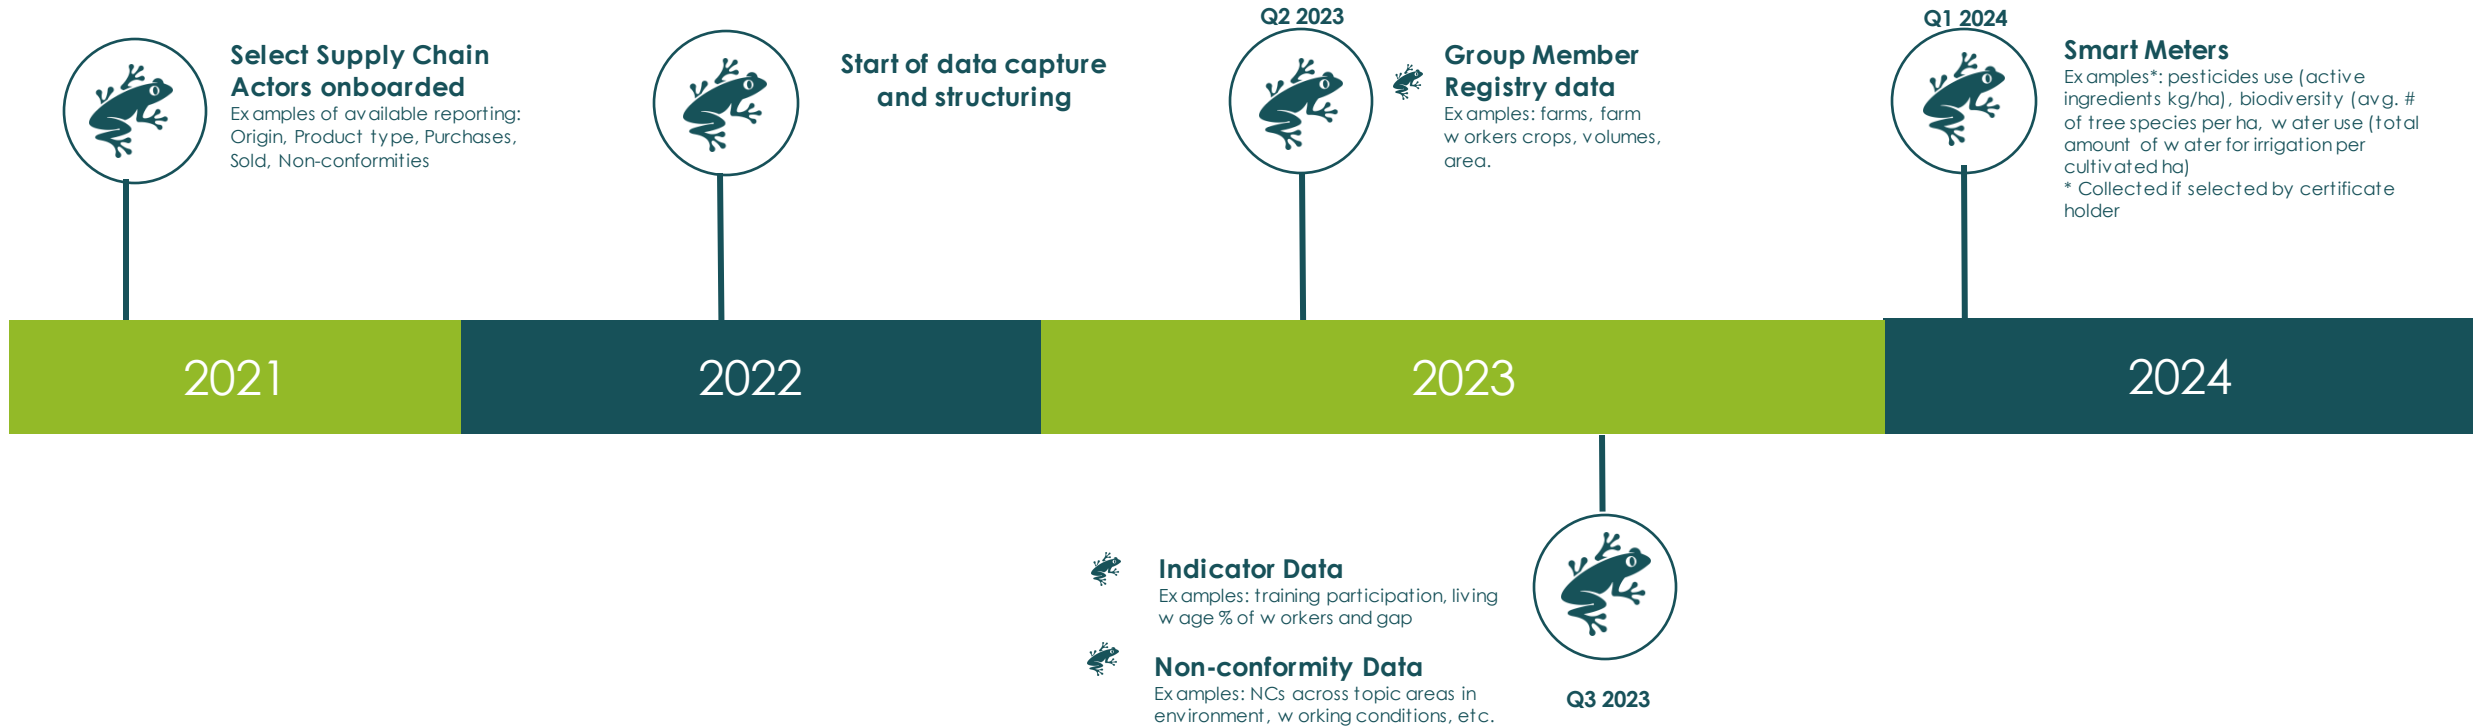 Select Supply Chain
Actors onboarded
Examples of available reporting:
Origin, Product type, Purchases,
Sold, Non-conformities
Start of data capture
and structuring
Q2 2023
Group Member
Registry data
Examples: farms, farm
workers crops, volumes,
area.
Q1 2024
Smart Meters
Examples*: pesticides use (active
ingredients kg/ha), biodiversity (avg. #
of tree species per ha, water use (total
amount of water for irrigation per
cultivated ha)
* Collected if selected by certificate
holder
2021
2022
2023
2024
Indicator Data
Examples: training participation, living
wage % of workers and gap
Non-conformity Data
Examples: NCs across topic areas in
environment, working conditions, etc.
Q3 2023